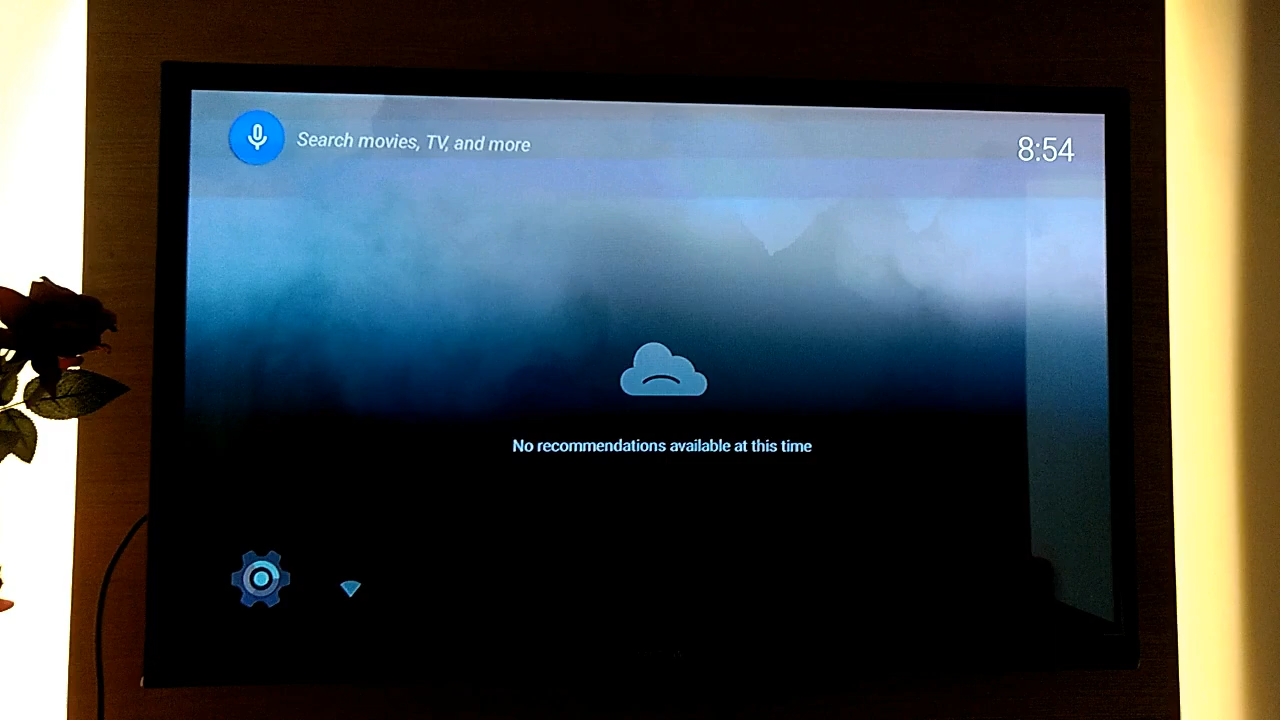 Search movies, TV, and more
8:54
No recommendations available at this time